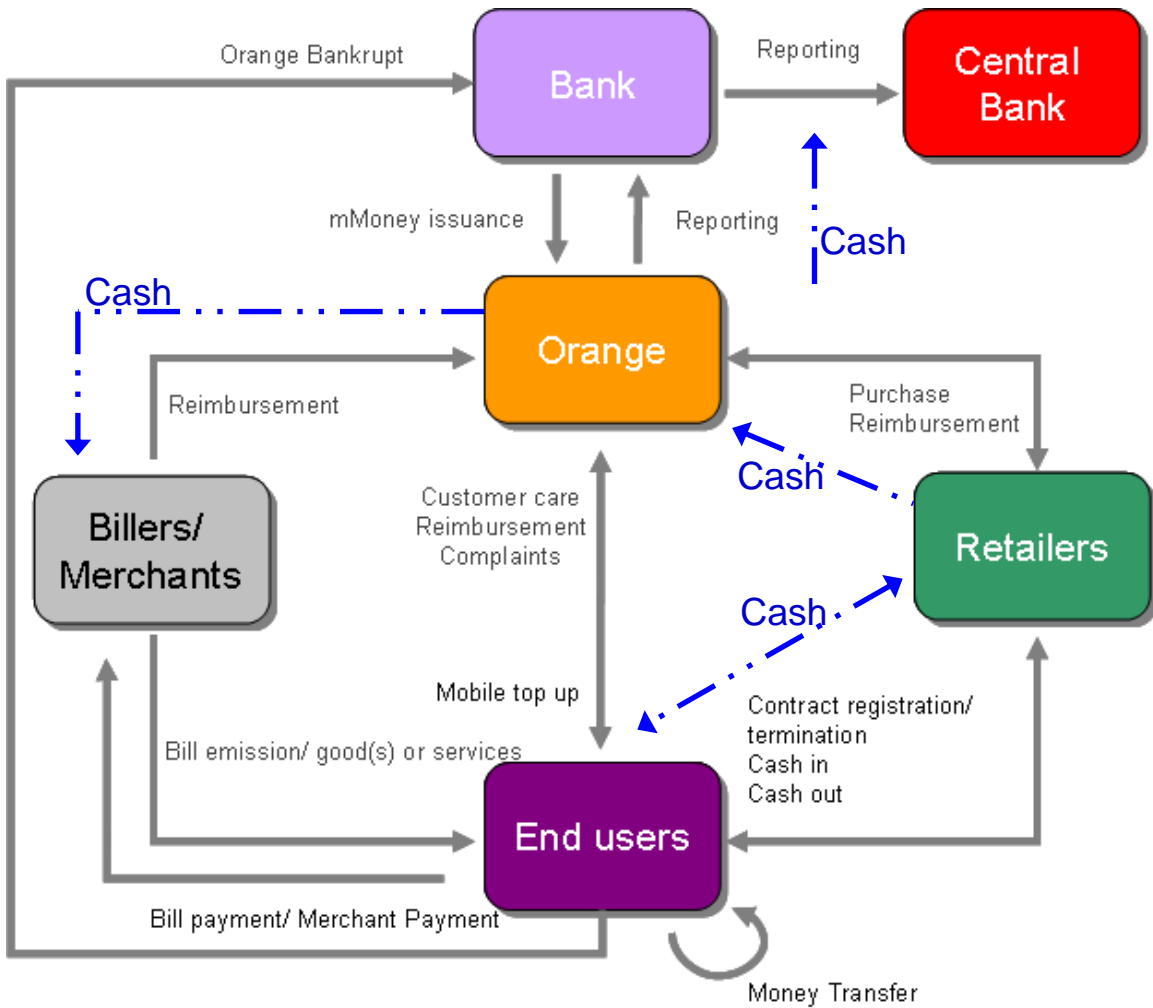 Orange Bankrupt
Bank
Reporting
Central
Bank
mMoney issuance
Reporting
Cash
Cash
Orange
Reimbursement
Purchase
Reimbursement
Cash
Customer care
Reimbursement
Complaints
Billers/
Merchants
Retailers
Cash
Mobile top up
Contract registration/
termination
Cash in
Cash out
Bill emission/ good(s) or services
End users
Bill payment/ Merchant Payment
Money Transfer